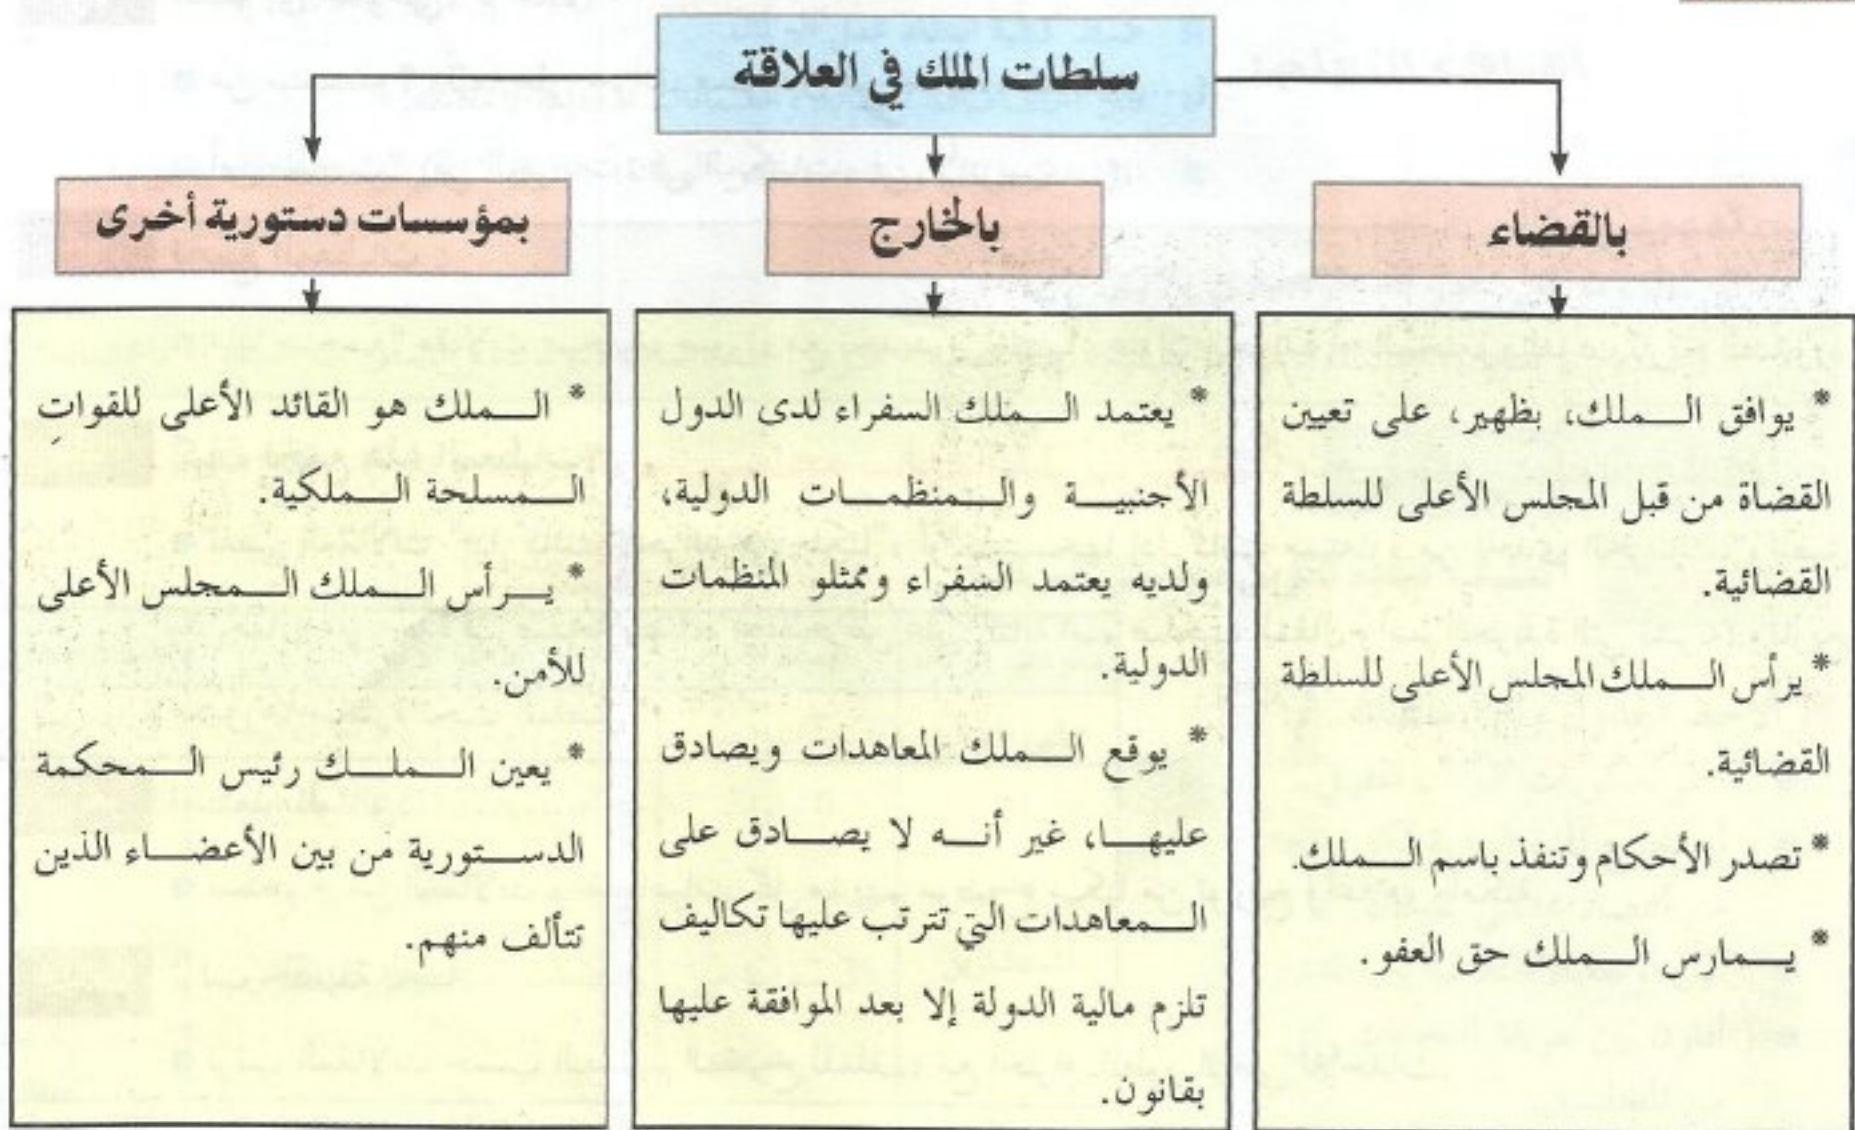 سلطات الملك في العلاقة
بالقضاء
* يوافق الملك، بظهير، على تعيين
القضاة من قبل المجلس الأعلى للسلطة
القضائية.
* يرأس الملك المجلس الأعلى للسلطة
القضائية.
* تصدر الأحكام وتنفذ باسم الملك.
* يمارس الملك حق العفو.
بالخارج
* يعتمد الملك السفراء لدى الدول
الأجنبية والمنظمات الدولية،
ولديه يعتمد السفراء وممثلو المنظمات
الدولية.
* يوقع الملك المعاهدات ويصادق
عليها، غير أنه لا يصادق على
المعاهدات التي تترتب عليها تكاليف
تلزم مالية الدولة إلا بعد الموافقة عليها
بقانون.
بمؤسسات دستورية أخرى
* الملك هو القائد الأعلى للقوات
المسلحة الملكية.
* يرأس الملك المجلس الأعلى
للأمن.
* يعين الملك رئيس المحكمة
الدستورية من بين الأعضاء الذين
تتألف منهم.